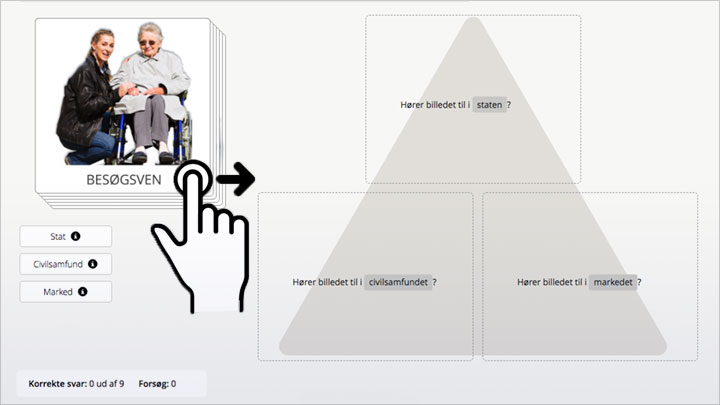 BESØGSVEN
Stat
Civilsamfund
Marked
Korrekte svar: 0 ud af 9 Forsøg: 0
Hører billedet til i staten ?
Hører billedet til i civilsamfundet ?
Hører billedet til i markedet ?